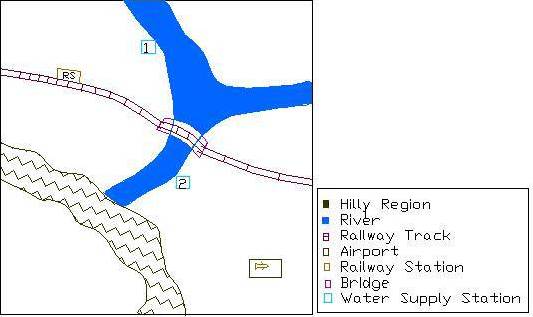 1
RS
2
Hilly Region
River
Railway Track
Airport
Railway Station
Bridge
Water Supply Station